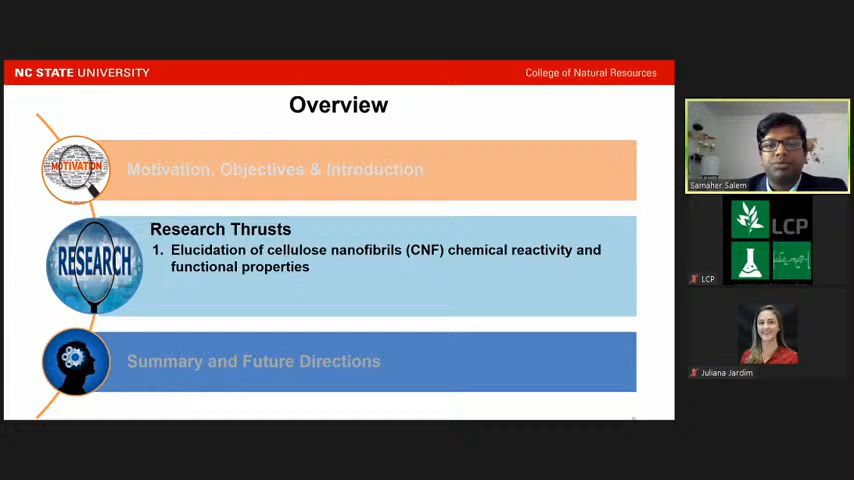 NC STATE UNIVERSITY
College of Natural Resources
Overview
MOTIVATION
Motivation, Objectives & Introduction
RESEARCH
Research Thrusts
1. Elucidation of cellulose nanofibrils (CNF) chemical reactivity and
functional properties
Summary and Future Directions
Samaher Salem
LCP
LCP
Juliana Jardim